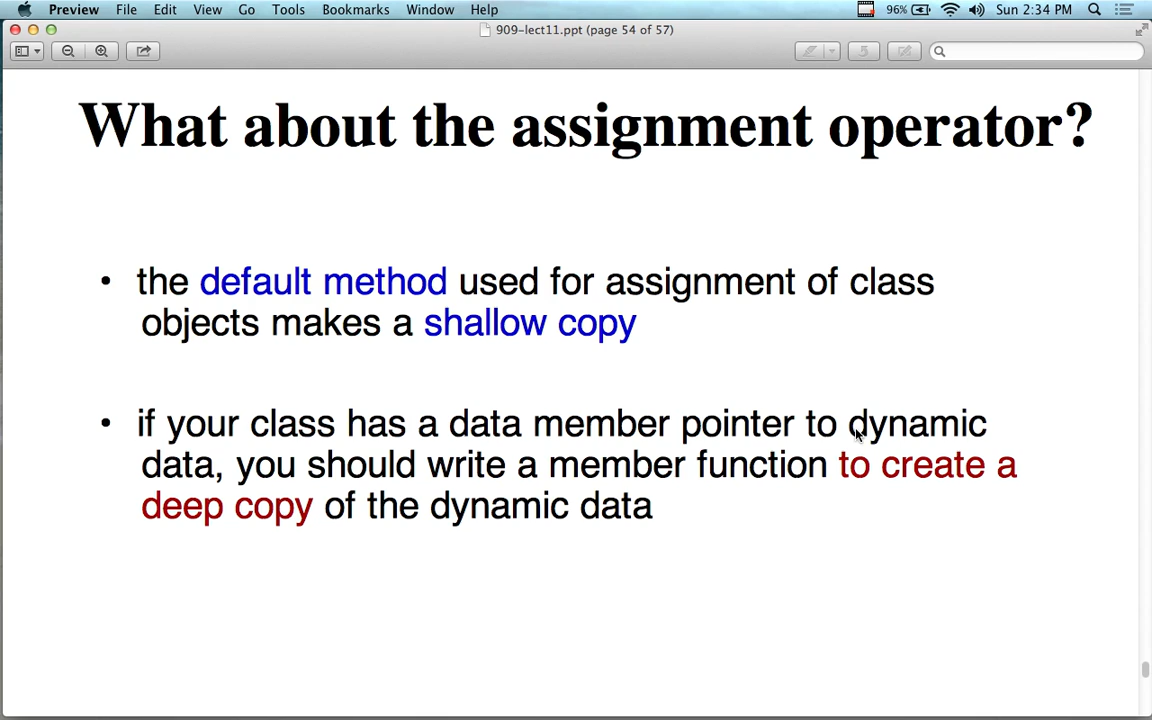 Preview File Edit View Go Tools Bookmarks Window Help 96% Sun 2:34 PM
909-lect11.ppt (page 54 of 57)
What about the assignment operator?
• the default method used for assignment of class
objects makes a shallow copy
• if your class has a data member pointer to dynamic
data, you should write a member function to create a
deep copy of the dynamic data